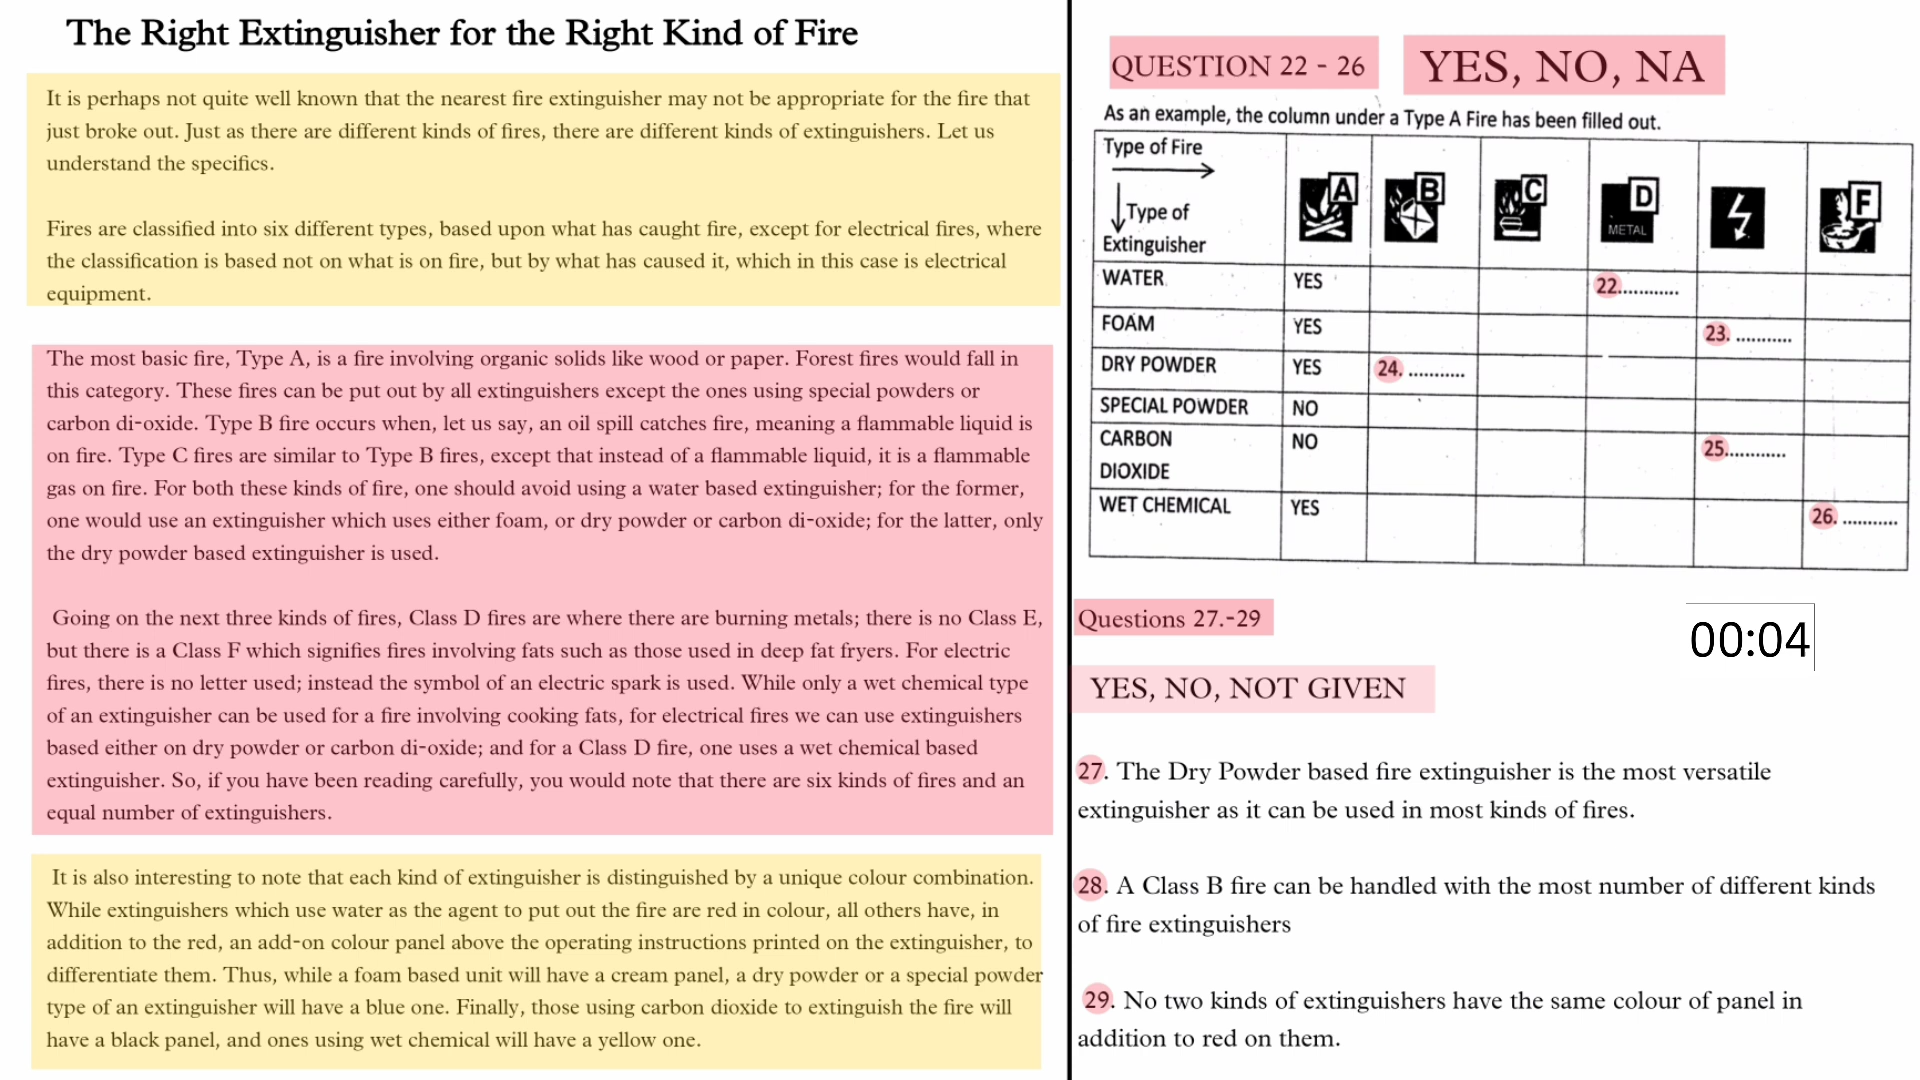 The Right Extinguisher for the Right Kind of Fire
It is perhaps not quite well known that the nearest fire extinguisher may not be appropriate for the fire that
just broke out. Just as there are different kinds of fires, there are different kinds of extinguishers. Let us
understand the specifics.
Fires are classified into six different types, based upon what has caught fire, except for electrical fires, where
the classification is based not on what is on fire, but by what has caused it, which in this case is electrical
equipment.
The most basic fire, Type A, is a fire involving organic solids like wood or paper. Forest fires would fall in
this category. These fires can be put out by all extinguishers except the ones using special powders or
carbon di-oxide. Type B fire occurs when, let us say, an oil spill catches fire, meaning a flammable liquid is
on fire. Type C fires are similar to Type B fires, except that instead of a flammable liquid, it is a flammable
gas on fire. For both these kinds of fire, one should avoid using a water based extinguisher; for the former,
one would use an extinguisher which uses either foam, or dry powder or carbon di-oxide; for the latter, only
the dry powder based extinguisher is used.
Going on the next three kinds of fires, Class D fires are where there are burning metals; there is no Class E,
but there is a Class F which signifies fires involving fats such as those used in deep fat fryers. For electric
fires, there is no letter used; instead the symbol of an electric spark is used. While only a wet chemical type
of an extinguisher can be used for a fire involving cooking fats, for electrical fires we can use extinguishers
based either on dry powder or carbon di-oxide; and for a Class D fire, one uses a wet chemical based
extinguisher. So, if you have been reading carefully, you would note that there are six kinds of fires and an
equal number of extinguishers.
It is also interesting to note that each kind of extinguisher is distinguished by a unique colour combination.
While extinguishers which use water as the agent to put out the fire are red in colour, all others have, in
addition to the red, an add-on colour panel above the operating instructions printed on the extinguisher, to
differentiate them. Thus, while a foam based unit will have a cream panel, a dry powder or a special powder
type of an extinguisher will have a blue one. Finally, those using carbon dioxide to extinguish the fire will
have a black panel, and ones using wet chemical will have a yellow one.
QUESTION 22 - 26 YES, NO, NA
As an example, the column under a Type A Fire has been filled out.
Type of Fire
Type of
Extinguisher
A B C D METAL F
WATER YES 22............
FOAM YES 23. ...........
DRY POWDER YES 24. ...........
SPECIAL POWDER NO
CARBON
DIOXIDE NO 25............
WET CHEMICAL YES 26. ...........
Questions 27.-29
00:04
YES, NO, NOT GIVEN
27. The Dry Powder based fire extinguisher is the most versatile
extinguisher as it can be used in most kinds of fires.
28. A Class B fire can be handled with the most number of different kinds
of fire extinguishers
29. No two kinds of extinguishers have the same colour of panel in
addition to red on them.